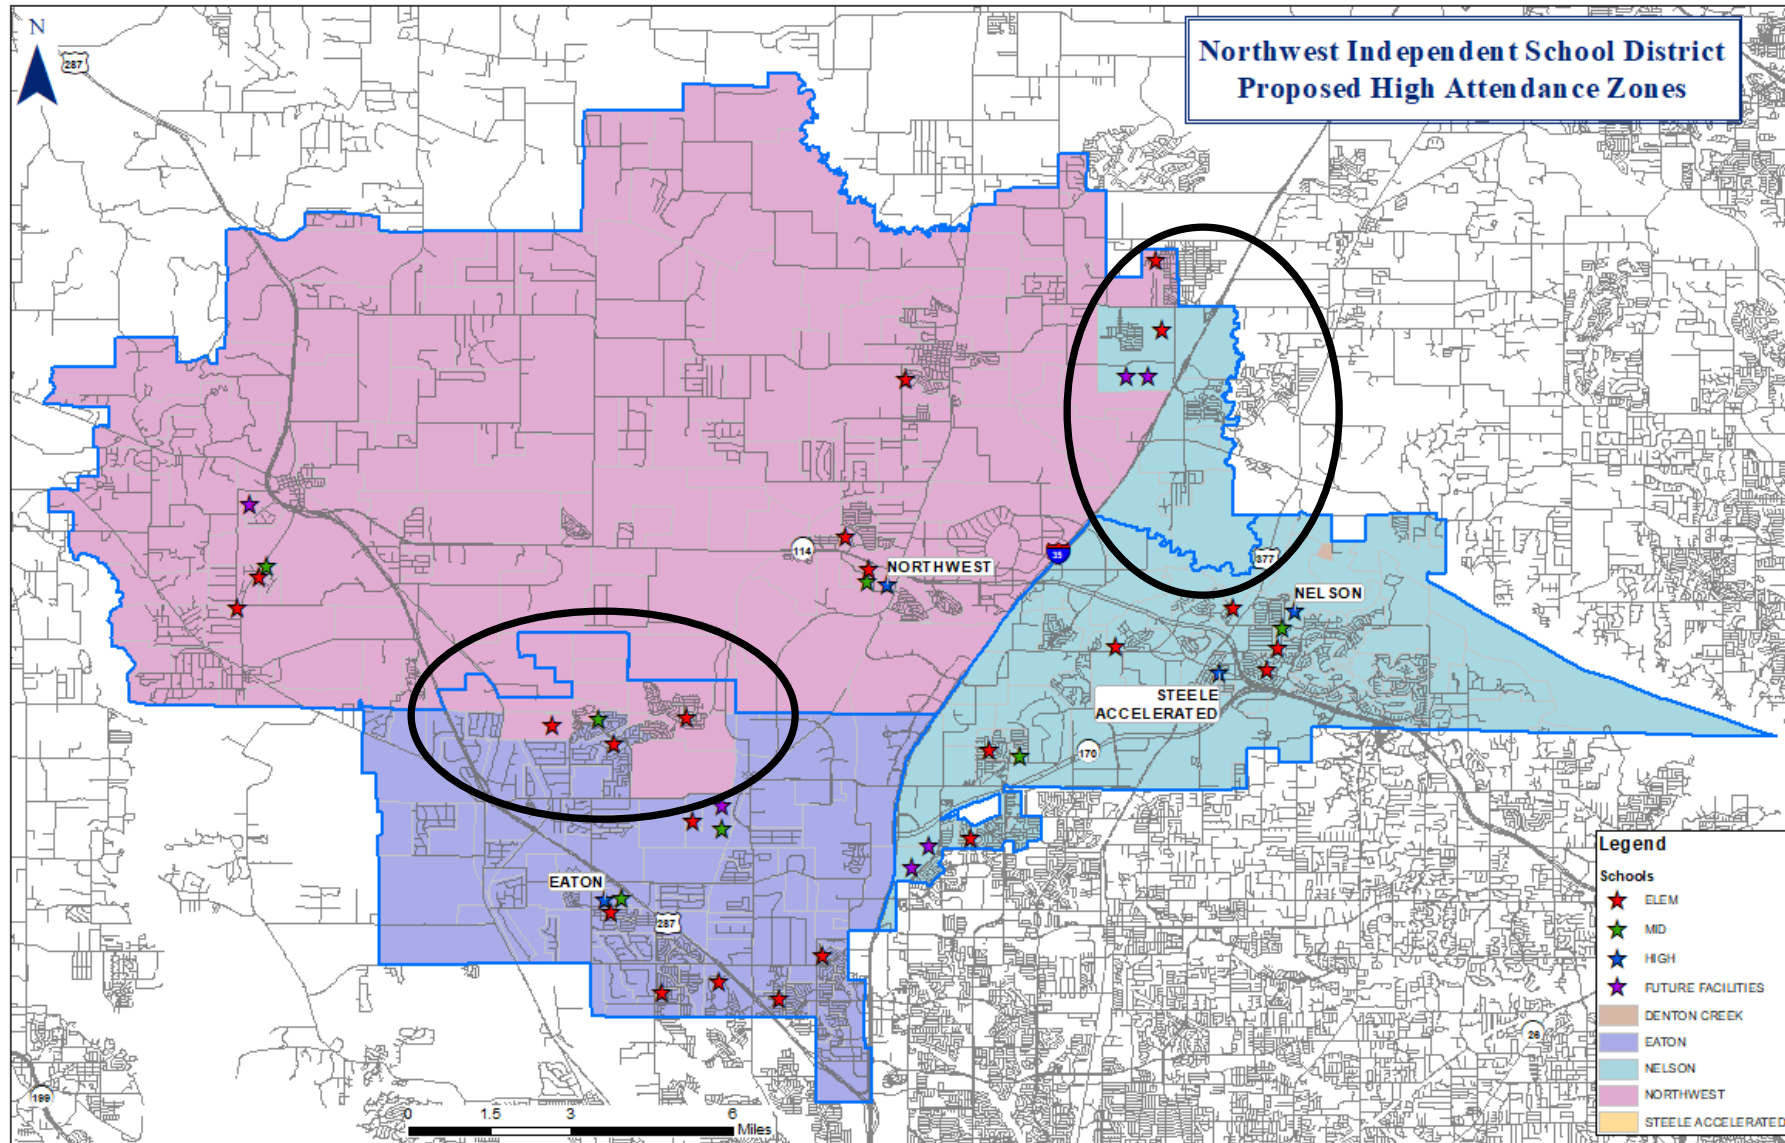 Northwest Independent School District
Proposed High Attendance Zones
N
287
114
NORTHWEST
35
377
NELSON
STEELE
ACCELERATED
170
EATON
287
26
199
0 1.5 3 6
Miles
Legend
Schools
ELEM
MID
HIGH
FUTURE FACILITIES
DENTON CREEK
EATON
NELSON
NORTHWEST
STEELE ACCELERATED